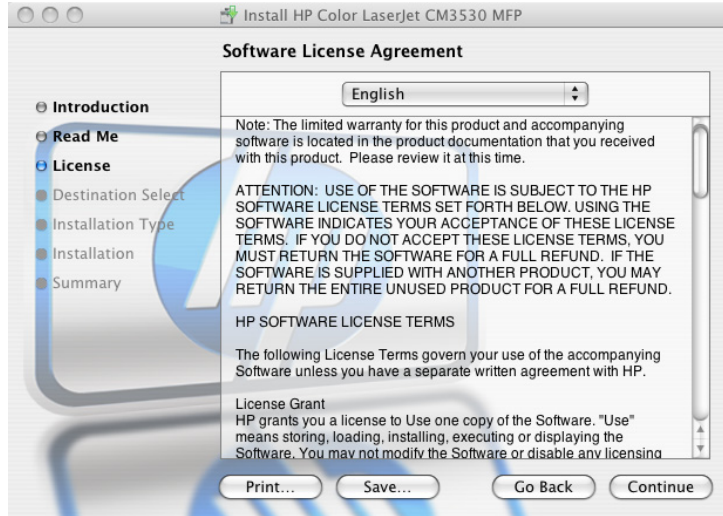 Install HP Color LaserJet CM3530 MFP
Software License Agreement
Introduction
Read Me
License
Destination Select
Installation Type
Installation
Summary
English
Note: The limited warranty for this product and accompanying
software is located in the product documentation that you received
with this product.  Please review it at this time.
ATTENTION:  USE OF THE SOFTWARE IS SUBJECT TO THE HP
SOFTWARE LICENSE TERMS SET FORTH BELOW. USING THE
SOFTWARE INDICATES YOUR ACCEPTANCE OF THESE LICENSE
TERMS.  IF YOU DO NOT ACCEPT THESE LICENSE TERMS, YOU
MUST RETURN THE SOFTWARE FOR A FULL REFUND.  IF THE
SOFTWARE IS SUPPLIED WITH ANOTHER PRODUCT, YOU MAY
RETURN THE ENTIRE UNUSED PRODUCT FOR A FULL REFUND.
HP SOFTWARE LICENSE TERMS
The following License Terms govern your use of the accompanying
Software unless you have a separate written agreement with HP.
License Grant
HP grants you a license to Use one copy of the Software. "Use"
means storing, loading, installing, executing or displaying the
Software. You may not modify the Software or disable any licensing
Print...
Save...
Go Back
Continue